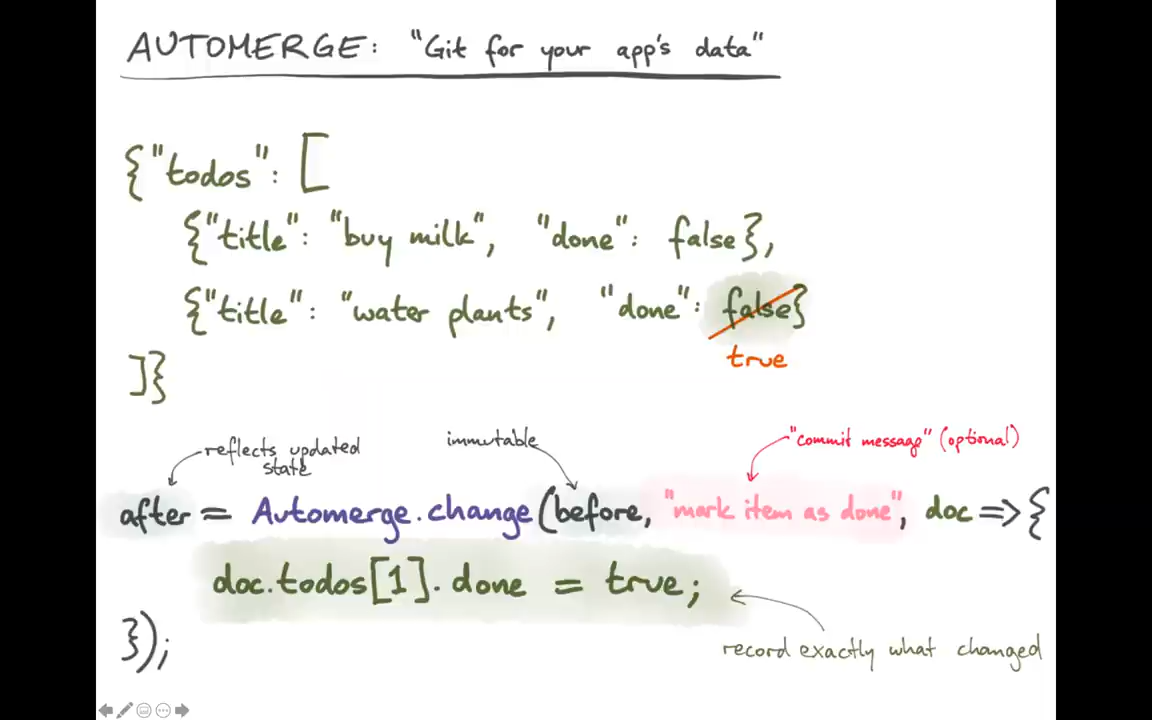 AUTOMERGE: "Git for your app's data"
{"todos": [
{"title": "buy milk", "done": false},
{"title": "water plants", "done": false}
true
]}
reflects updated
state
immutable
"commit message" (optional)
after = Automerge.change(before, "mark item as done", doc => {
doc.todos[1].done = true;
});
record exactly what changed